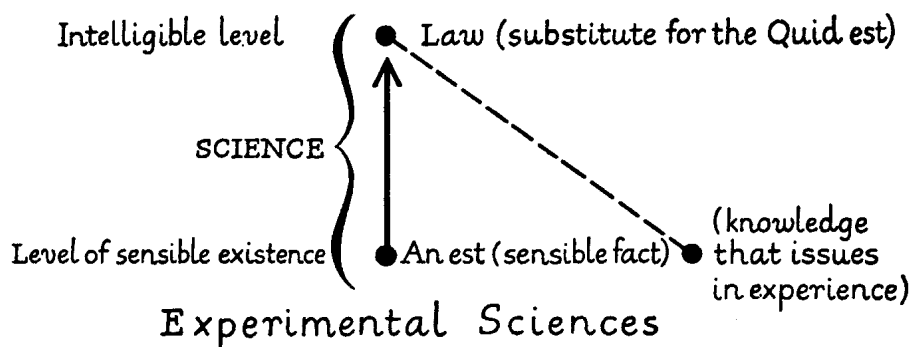 Intelligible level
Law (substitute for the Quid est)
SCIENCE
Level of sensible existence
An est (sensible fact)
(knowledge
that issues
in experience)
Experimental Sciences